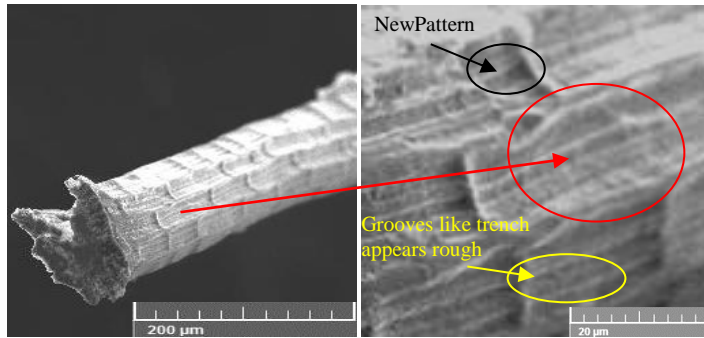 NewPattern
Grooves like trench
appears rough
200 µm
20 µm